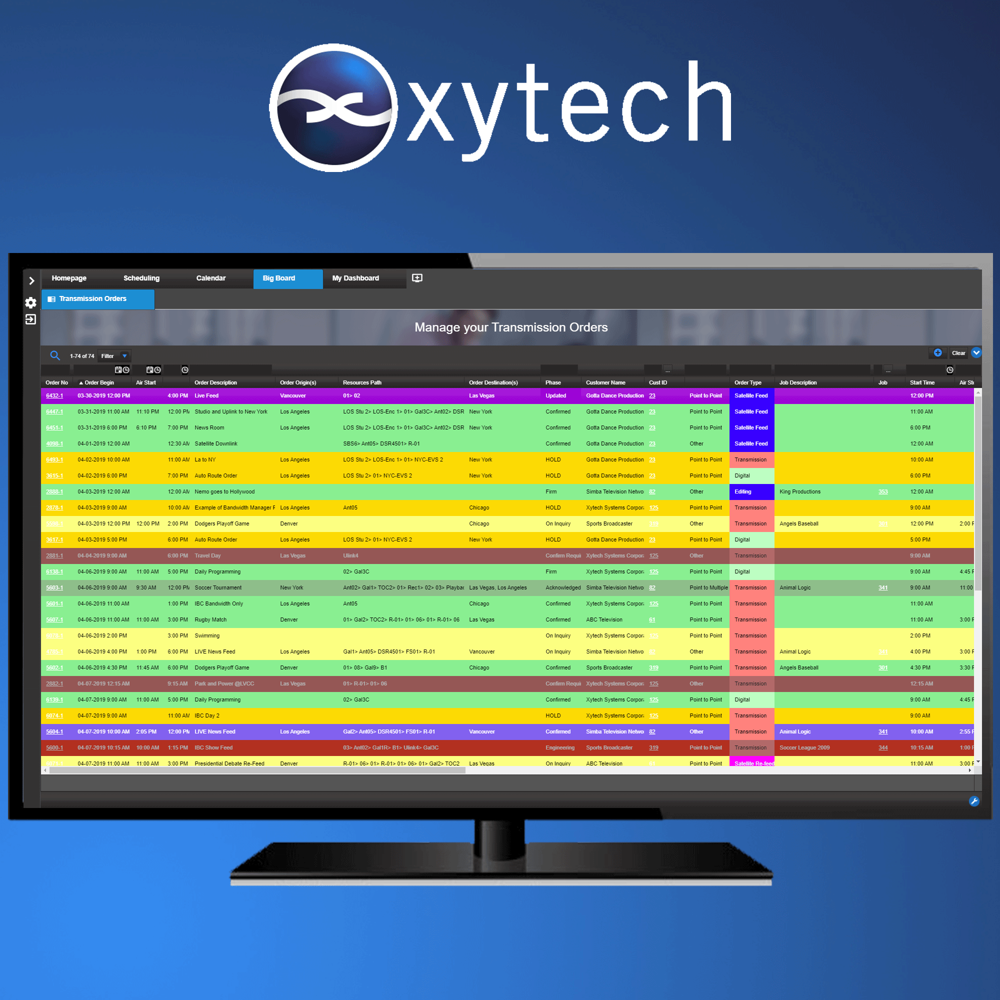 xytech
Homepage Scheduling Calendar Big Board My Dashboard
Transmission Orders
Manage your Transmission Orders
1-74 of 74 Filter Clear
... ...
Order No Order Begin Air Start Order Description Order Origin(s) Resources Path Order Destination(s) Phase Customer Name Cust ID Order Type Job Description Job Start Time Air Sto
6432-1 03-30-2019 12:00 PM 4:00 PM Live Feed Vancouver 01> 02 Las Vegas Updated Gotta Dance Production 23 Point to Point Satellite Feed 12:00 PM
6447-1 03-31-2019 11:00 AM 11:10 PM 12:00 PM Studio and Uplink to New York Los Angeles LOS Stu 2> LOS-Enc 1> 01> Gal3C> Ant02> DSR New York Confirmed Gotta Dance Production 23 Point to Point Satellite Feed 11:00 AM
6451-1 03-31-2019 6:00 PM 6:10 PM 7:00 PM News Room Los Angeles LOS Stu 2> LOS-Enc 1> 01> Gal3C> Ant02> DSR New York Confirmed Gotta Dance Production 23 Point to Point Satellite Feed 6:00 PM
4098-1 04-01-2019 12:00 AM 12:30 AM Satellite Downlink SBS6> Ant05> DSR4501> R-01 Confirmed Gotta Dance Production 23 Other Satellite Feed 12:00 AM
6493-1 04-02-2019 10:00 AM 11:00 AM La to NY Los Angeles LOS Stu 2> LOS-Enc 1> 01> NYC-EVS 2 New York HOLD Gotta Dance Production 23 Point to Point Transmission 10:00 AM
3615-1 04-02-2019 6:00 PM 7:00 PM Auto Route Order Los Angeles LOS Stu 2> 01> NYC-EVS 2 New York HOLD Gotta Dance Production 23 Point to Point Digital 6:00 PM
2888-1 04-03-2019 12:00 AM 12:00 AM Nemo goes to Hollywood Firm Simba Television Netwo 82 Other Editing King Productions 353 12:00 AM
2878-1 04-03-2019 9:00 AM 10:00 AM Example of Bandwidth Manager F Los Angeles Ant05 Chicago HOLD Xytech Systems Corpor 125 Point to Point Transmission 9:00 AM
04-03-2019 12:00 PM 12:00 PM 2:00 PM Dodgers Playoff Game Denver Chicago On Inquiry Sports Broadcaster 319 Other Transmission Angels Baseball 301 12:00 PM 2:00 P
3617-1 04-03-2019 5:00 PM 6:00 PM Auto Route Order Los Angeles LOS Stu 2> 01> NYC-EVS 2 New York HOLD Gotta Dance Production 23 Point to Point Digital 5:00 PM
2881-1 04-04-2019 9:00 AM 6:00 PM Travel Day Las Vegas Ulink4 Confirm Requi Xytech Systems Corpor 125 Other Transmission 9:00 AM
6138-1 04-06-2019 9:00 AM 11:00 AM 5:00 PM Daily Programming 02> Gal3C Firm Xytech Systems Corpor 125 Point to Point Digital 9:00 AM 4:45 P
5603-1 04-06-2019 9:00 AM 9:30 AM 12:00 PM Soccer Tournament New York Ant02> Gal1> TOC2> 01> Rec1> 02> 03> Playbac Las Vegas, Los Angeles Acknowledged Simba Television Netwo 82 Point to Multiple Transmission Animal Logic 341 9:00 AM 11:00
5601-1 04-06-2019 11:00 AM 1:00 PM IBC Bandwidth Only Los Angeles Ant05 Chicago Confirmed Xytech Systems Corpor 125 Point to Point Transmission 11:00 AM
5607-1 04-06-2019 11:00 AM 11:00 AM 3:00 PM Rugby Match Denver 01> Gal2> TOC2> R-01> 01> 06> 01> R-01> 06 Las Vegas Confirmed ABC Television 61 Point to Point Transmission 11:00 AM 3:00 P
04-06-2019 2:00 PM 3:00 PM Swimming On Inquiry Xytech Systems Corpor 125 Point to Point Transmission 2:00 PM
04-06-2019 4:00 PM 1:00 PM 6:00 PM LIVE News Feed Los Angeles Gal1> Ant05> DSR4501> FS01> R-01 Vancouver On Inquiry Simba Television Netwo 82 Other Transmission Animal Logic 341 4:00 PM 3:00 P
5602-1 04-06-2019 4:30 PM 11:45 AM 6:00 PM Dodgers Playoff Game Denver 01> 08> Gal9> B1 Chicago Confirmed Sports Broadcaster 319 Point to Point Transmission Angels Baseball 301 4:30 PM 3:30 P
2882-1 04-07-2019 12:15 AM 9:15 AM Park and Power @LVCC Las Vegas 01> R-01> 01> 06 Confirm Requi Xytech Systems Corpor 125 Other Transmission 12:15 AM
6139-1 04-07-2019 9:00 AM 11:00 AM 5:00 PM Daily Programming 02> Gal3C Confirmed Xytech Systems Corpor 125 Point to Point Digital 9:00 AM 4:45 P
6074-1 04-07-2019 9:00 AM 11:00 AM IBC Day 2 HOLD Xytech Systems Corpor 125 Point to Point Transmission 9:00 AM
5604-1 04-07-2019 10:00 AM 2:05 PM 12:00 PM LIVE News Feed Los Angeles Gal2> Ant05> DSR4501> FS01> R-01 Vancouver Confirmed Simba Television Netwo 82 Other Transmission Animal Logic 341 10:00 AM 2:55 P
5600-1 04-07-2019 10:15 AM 10:00 AM 1:15 PM IBC Show Feed 03> Ant02> Gal1R> B1> Ulink4> Gal3C Engineering Sports Broadcaster 319 Point to Point Transmission Soccer League 2009 344 10:15 AM 1:00 P
04-07-2019 11:00 AM 11:00 AM 3:00 PM Presidential Debate Re-Feed Denver R-01> 06> 01> R-01> 01> 06> 01> Gal2> TOC2 Las Vegas On Inquiry ABC Television Point to Point Satellite Re-feed 11:00 AM 3:00 P